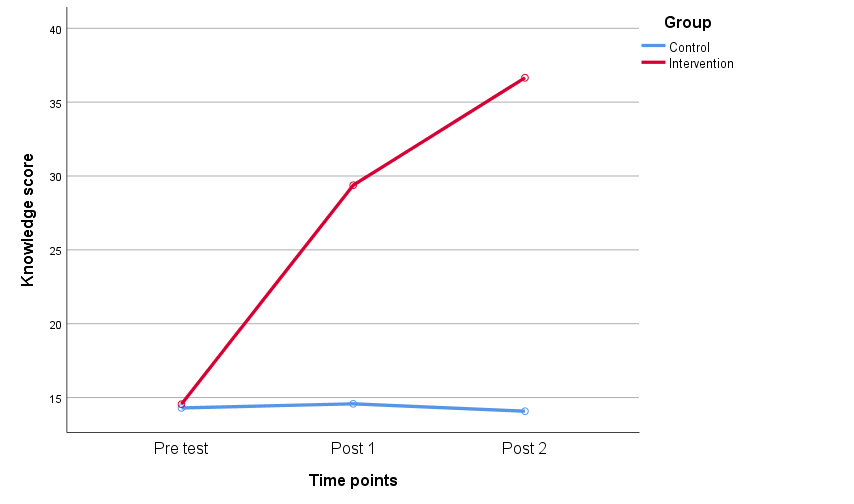 Group
Control
Intervention
Knowledge score
40
35
30
25
20
15
Pre test Post 1 Post 2
Time points